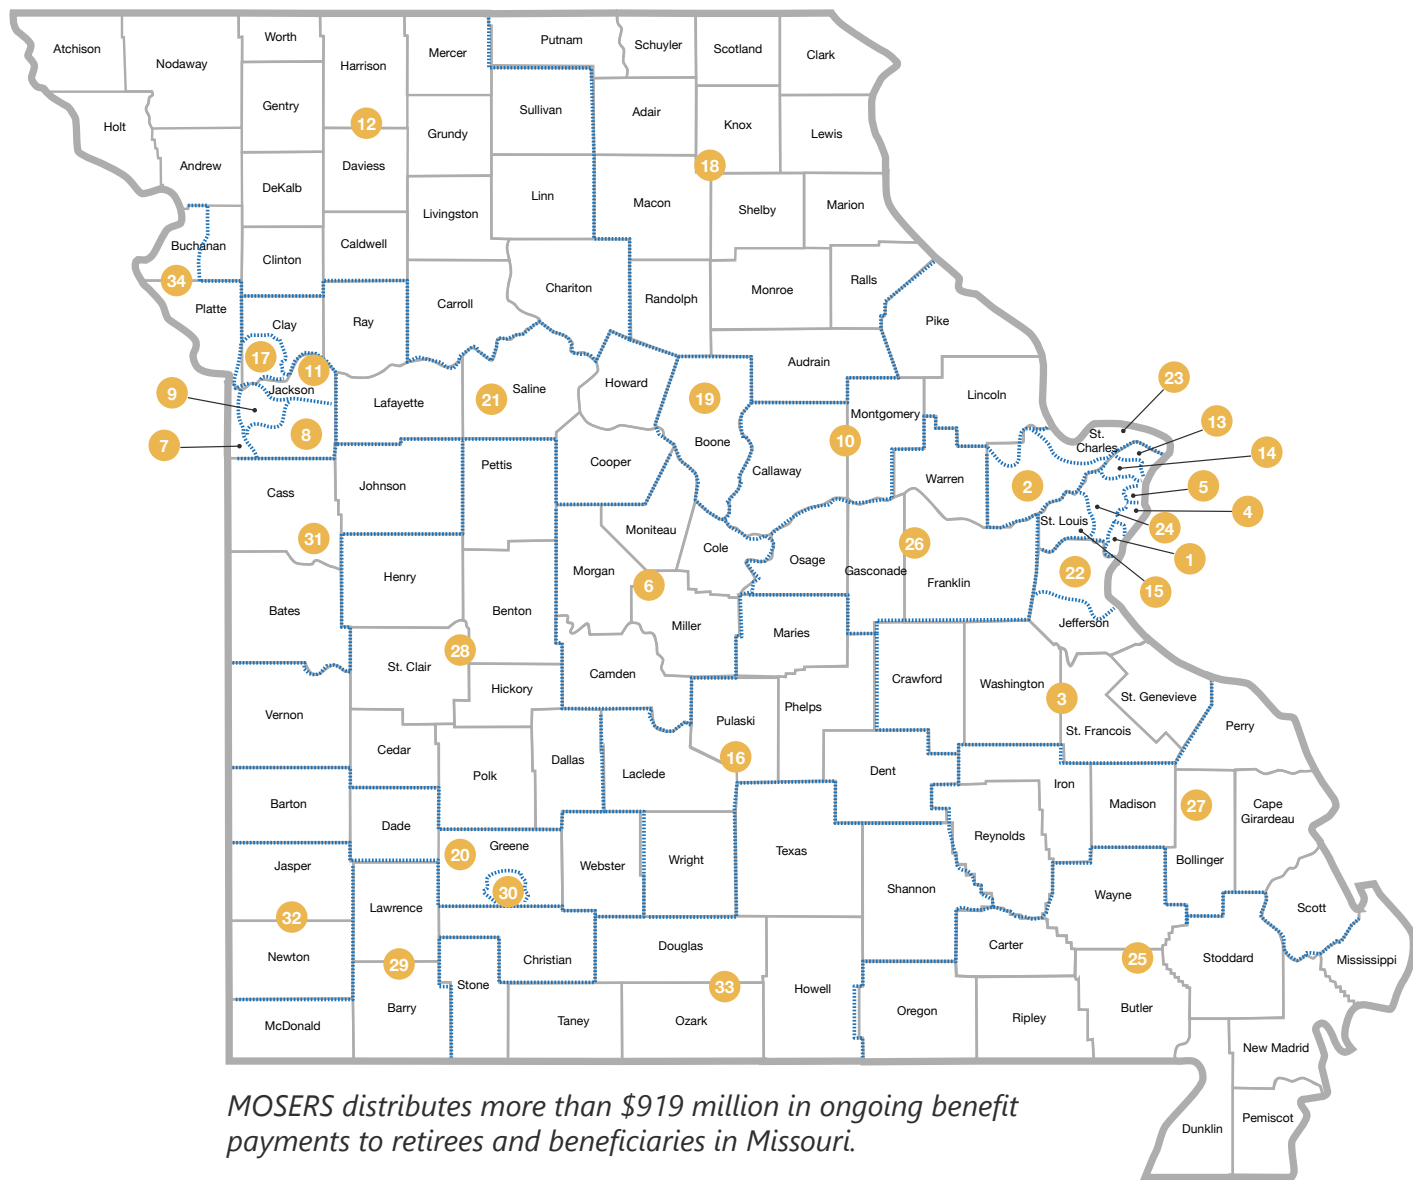 Atchison
Nodaway
Worth
Harrison
Mercer
Putnam
Schuyler
Scotland
Clark
Holt
Gentry
12
Grundy
Sullivan
Adair
Knox
Lewis
Andrew
DeKalb
Daviess
Livingston
Linn
Macon
18
Shelby
Marion
Buchanan
Clinton
Caldwell
34
Platte
Clay
Ray
Carroll
Chariton
Randolph
Monroe
Ralls
Pike
17
11
Jackson
9
7
8
Lafayette
21
Saline
Howard
19
Boone
Audrain
Callaway
10
Montgomery
Lincoln
Warren
23
St.
Charles
13
14
5
4
24
1
15
2
St. Louis
22
Jefferson
Cass
31
Johnson
Pettis
Cooper
Moniteau
Cole
Osage
Gasconade
26
Franklin
Bates
Henry
Benton
Morgan
6
Miller
Maries
28
St. Clair
Hickory
Camden
Crawford
Washington
3
St. Genevieve
St. Francois
Perry
Vernon
Cedar
Polk
Dallas
Laclede
Pulaski
16
Phelps
Dent
Iron
Madison
27
Cape
Girardeau
Barton
Dade
20
Greene
30
Webster
Wright
Texas
Shannon
Reynolds
Wayne
Bollinger
Scott
Jasper
32
Newton
Lawrence
29
Barry
Stone
Christian
Douglas
33
Howell
Carter
25
Stoddard
Mississippi
McDonald
Taney
Ozark
Oregon
Ripley
Butler
New Madrid
Dunklin
Pemiscot
MOSERS distributes more than $919 million in ongoing benefit
payments to retirees and beneficiaries in Missouri.